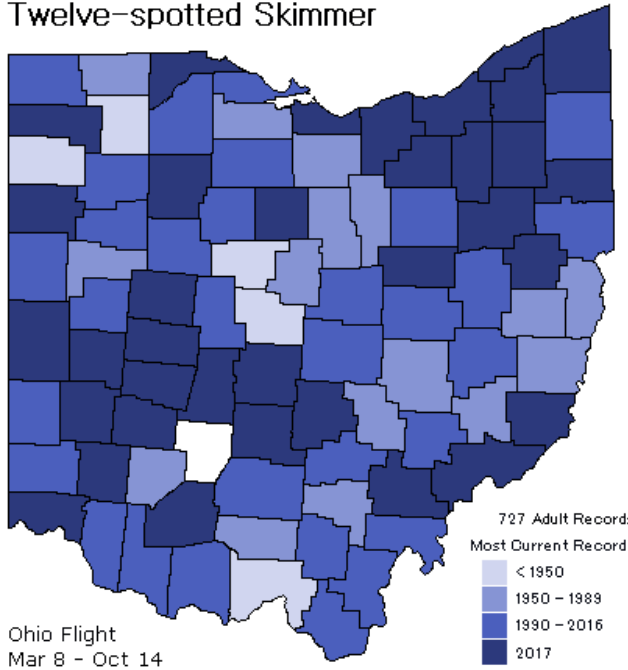 Twelve-spotted Skimmer
727 Adult Record
Most Current Record
< 1950
1950 - 1989
1990 - 2016
2017
Ohio Flight
Mar 8 - Oct 14